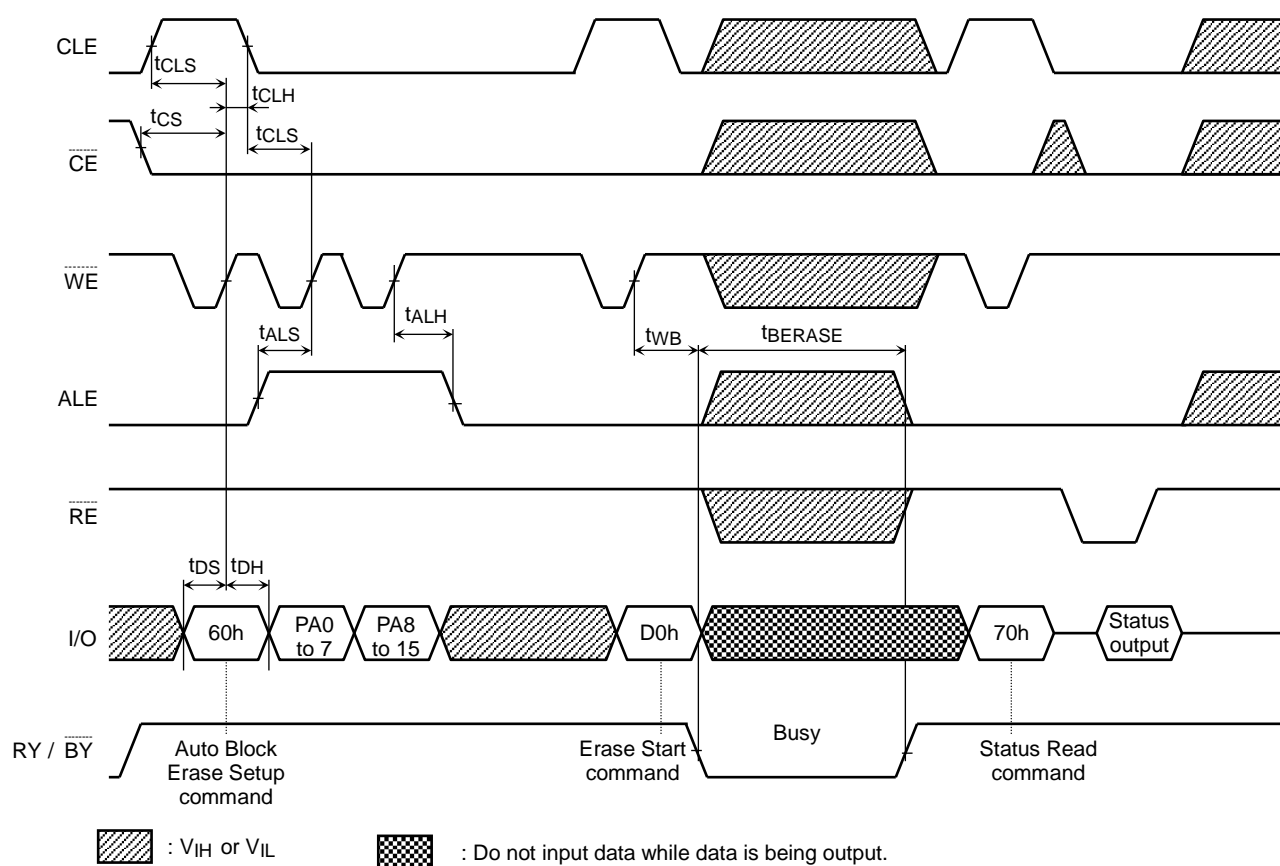 CLE
tCLS
tCLH
tCS
tCLS
CE
WE
tALS
tALH
tWB
tBERASE
ALE
RE
tDS
tDH
I/O
60h
PA0
to 7
PA8
to 15
D0h
70h
Status
output
RY / BY
Busy
Auto Block
Erase Setup
command
Erase Start
command
Status Read
command
: VIH or VIL
: Do not input data while data is being output.